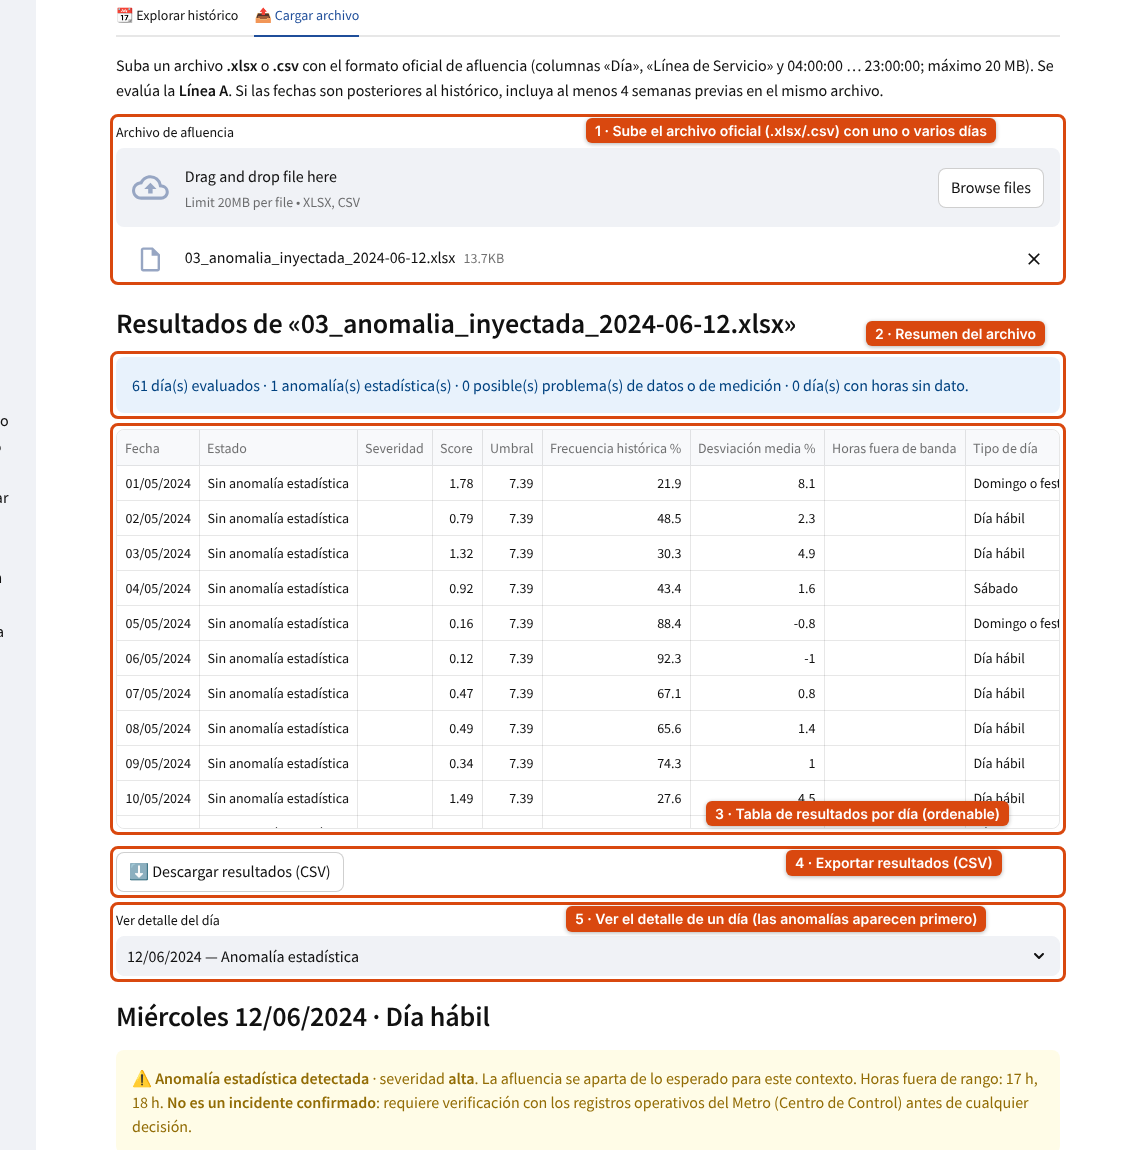 📆 Explorar histórico 📤 Cargar archivo
Suba un archivo .xlsx o .csv con el formato oficial de afluencia (columnas «Día», «Línea de Servicio» y 04:00:00 … 23:00:00; máximo 20 MB). Se
evalúa la Línea A. Si las fechas son posteriores al histórico, incluya al menos 4 semanas previas en el mismo archivo.
Archivo de afluencia
1 · Sube el archivo oficial (.xlsx/.csv) con uno o varios días
Drag and drop file here
Limit 20MB per file • XLSX, CSV
Browse files
03_anomalia_inyectada_2024-06-12.xlsx 13.7KB
Resultados de «03_anomalia_inyectada_2024-06-12.xlsx»
2 · Resumen del archivo
61 día(s) evaluados · 1 anomalía(s) estadística(s) · 0 posible(s) problema(s) de datos o de medición · 0 día(s) con horas sin dato.
Fecha Estado Severidad Score Umbral Frecuencia histórica % Desviación media % Horas fuera de banda Tipo de día
01/05/2024 Sin anomalía estadística 1.78 7.39 21.9 8.1 Domingo o fest
02/05/2024 Sin anomalía estadística 0.79 7.39 48.5 2.3 Día hábil
03/05/2024 Sin anomalía estadística 1.32 7.39 30.3 4.9 Día hábil
04/05/2024 Sin anomalía estadística 0.92 7.39 43.4 1.6 Sábado
05/05/2024 Sin anomalía estadística 0.16 7.39 88.4 -0.8 Domingo o fest
06/05/2024 Sin anomalía estadística 0.12 7.39 92.3 -1 Día hábil
07/05/2024 Sin anomalía estadística 0.47 7.39 67.1 0.8 Día hábil
08/05/2024 Sin anomalía estadística 0.49 7.39 65.6 1.4 Día hábil
09/05/2024 Sin anomalía estadística 0.34 7.39 74.3 1 Día hábil
10/05/2024 Sin anomalía estadística 1.49 7.39 27.6 4.5 Día hábil
3 · Tabla de resultados por día (ordenable)
⬇️ Descargar resultados (CSV)
4 · Exportar resultados (CSV)
Ver detalle del día
5 · Ver el detalle de un día (las anomalías aparecen primero)
12/06/2024 — Anomalía estadística
Miércoles 12/06/2024 · Día hábil
⚠️ Anomalía estadística detectada · severidad alta. La afluencia se aparta de lo esperado para este contexto. Horas fuera de rango: 17 h,
18 h. No es un incidente confirmado: requiere verificación con los registros operativos del Metro (Centro de Control) antes de cualquier
decisión.